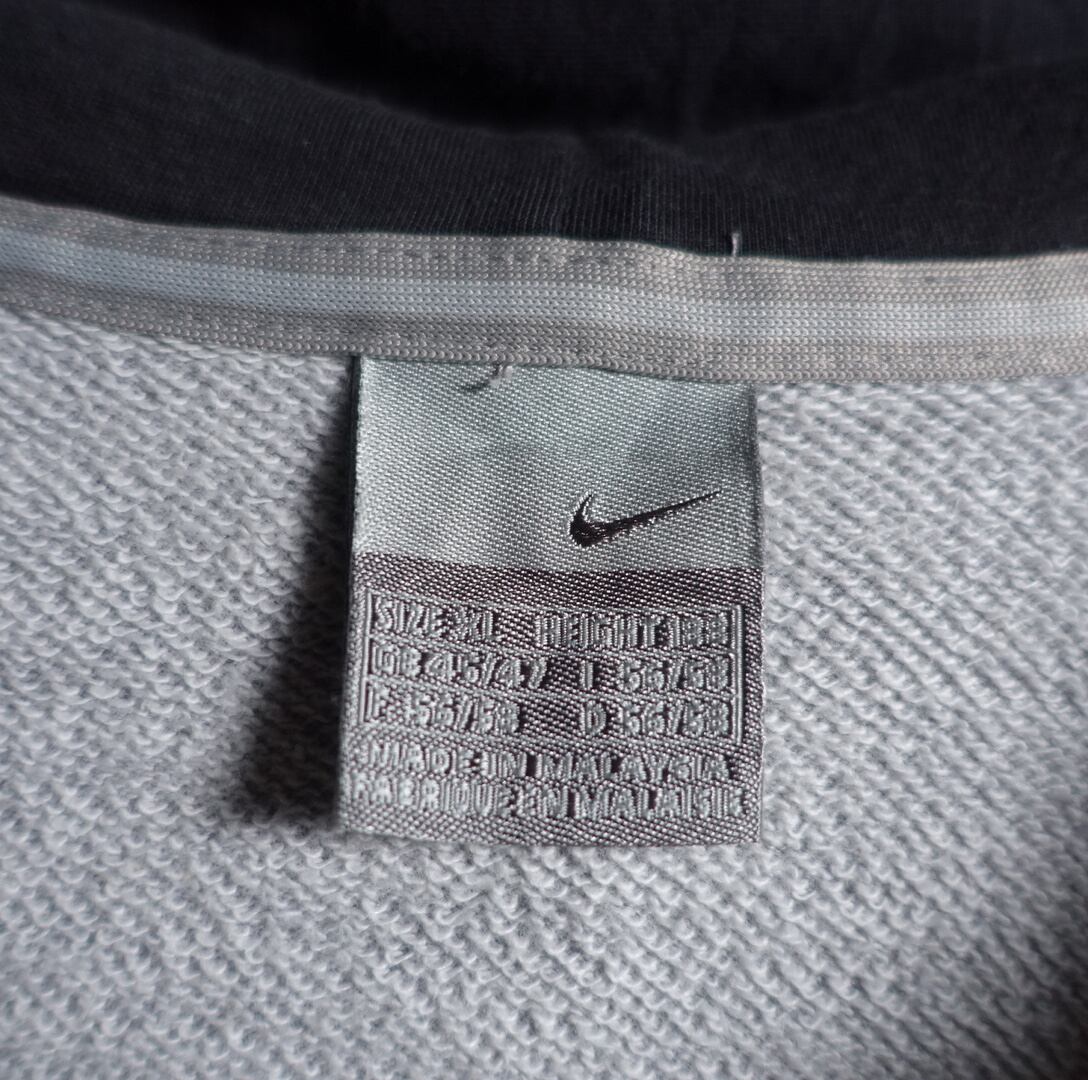 SIZE XL HEIGHT 188
GB 45/47 I 56/58
F 56/58 D 56/58
MADE IN MALAYSIA
FABRIQUE EN MALAISIE